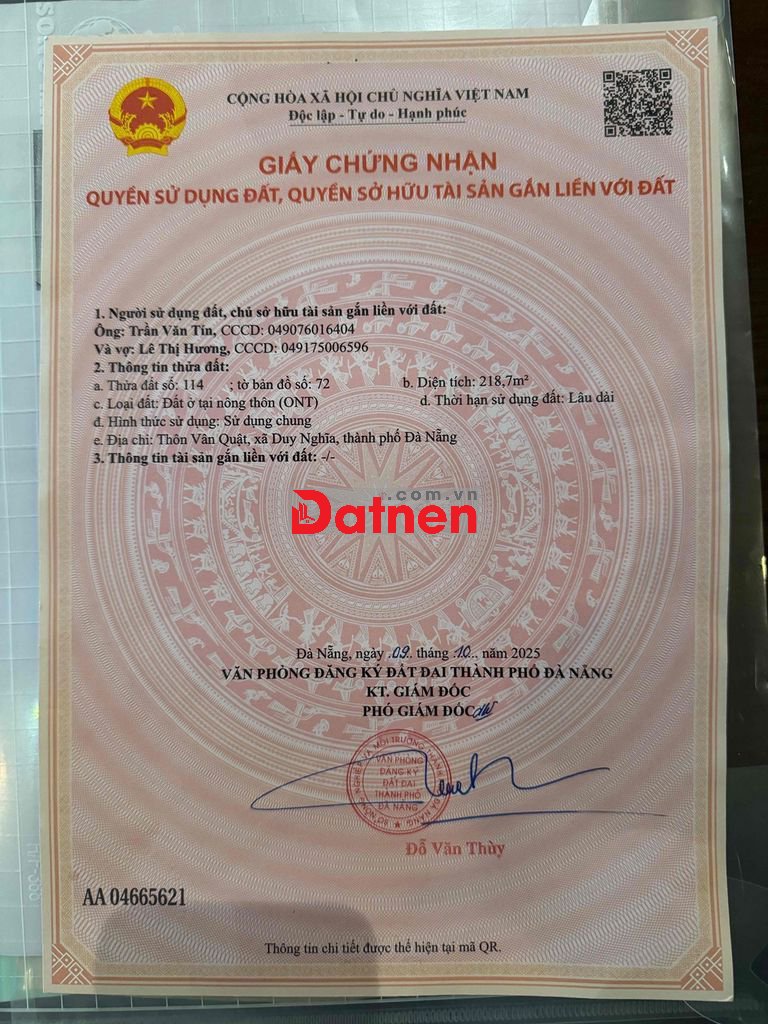 CỘNG HÒA XÃ HỘI CHỦ NGHĨA VIỆT NAM
Độc lập - Tự do - Hạnh phúc
GIẤY CHỨNG NHẬN
QUYỀN SỬ DỤNG ĐẤT, QUYỀN SỞ HỮU TÀI SẢN GẮN LIỀN VỚI ĐẤT
1. Người sử dụng đất, chủ sở hữu tài sản gắn liền với đất:
Ông: Trần Văn Tín, CCCD: 049076016404
Và vợ: Lê Thị Hương, CCCD: 049175006596
2. Thông tin thửa đất:
a. Thửa đất số: 114 ; tờ bản đồ số: 72 b. Diện tích: 218,7m²
c. Loại đất: Đất ở tại nông thôn (ONT) d. Thời hạn sử dụng đất: Lâu dài
đ. Hình thức sử dụng: Sử dụng chung
e. Địa chỉ: Thôn Vân Quật, xã Duy Nghĩa, thành phố Đà Nẵng
3. Thông tin tài sản gắn liền với đất: -/-
.com.vn
Datnen
Đà Nẵng, ngày 09 tháng 10 năm 2025
VĂN PHÒNG ĐĂNG KÝ ĐẤT ĐAI THÀNH PHỐ ĐÀ NẴNG
KT. GIÁM ĐỐC
PHÓ GIÁM ĐỐC
VĂN PHÒNG
ĐĂNG KÝ
ĐẤT ĐAI
THÀNH PHỐ
ĐÀ NẴNG
Đỗ Văn Thùy
AA 04665621
Thông tin chi tiết được thể hiện tại mã QR.